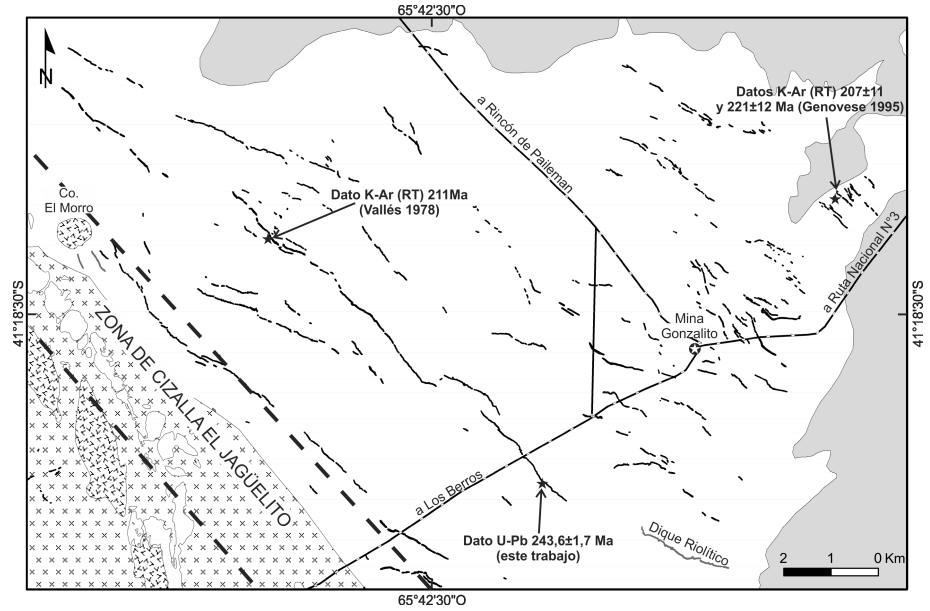 65°42'30"O
N
a Rincón de Paileman
Datos K-Ar (RT) 207±11
y 221±12 Ma (Genovese 1995)
Dato K-Ar (RT) 211Ma
(Vallés 1978)
Co.
El Morro
a Ruta Nacional N°3
41°18'30"S
41°18'30"S
Mina
Gonzalito
ZONA DE CIZALLA EL JAGÜELITO
a Los Berros
Dato U-Pb 243,6±1,7 Ma
(este trabajo)
Dique Riolítico
2 1 0 Km
65°42'30"O